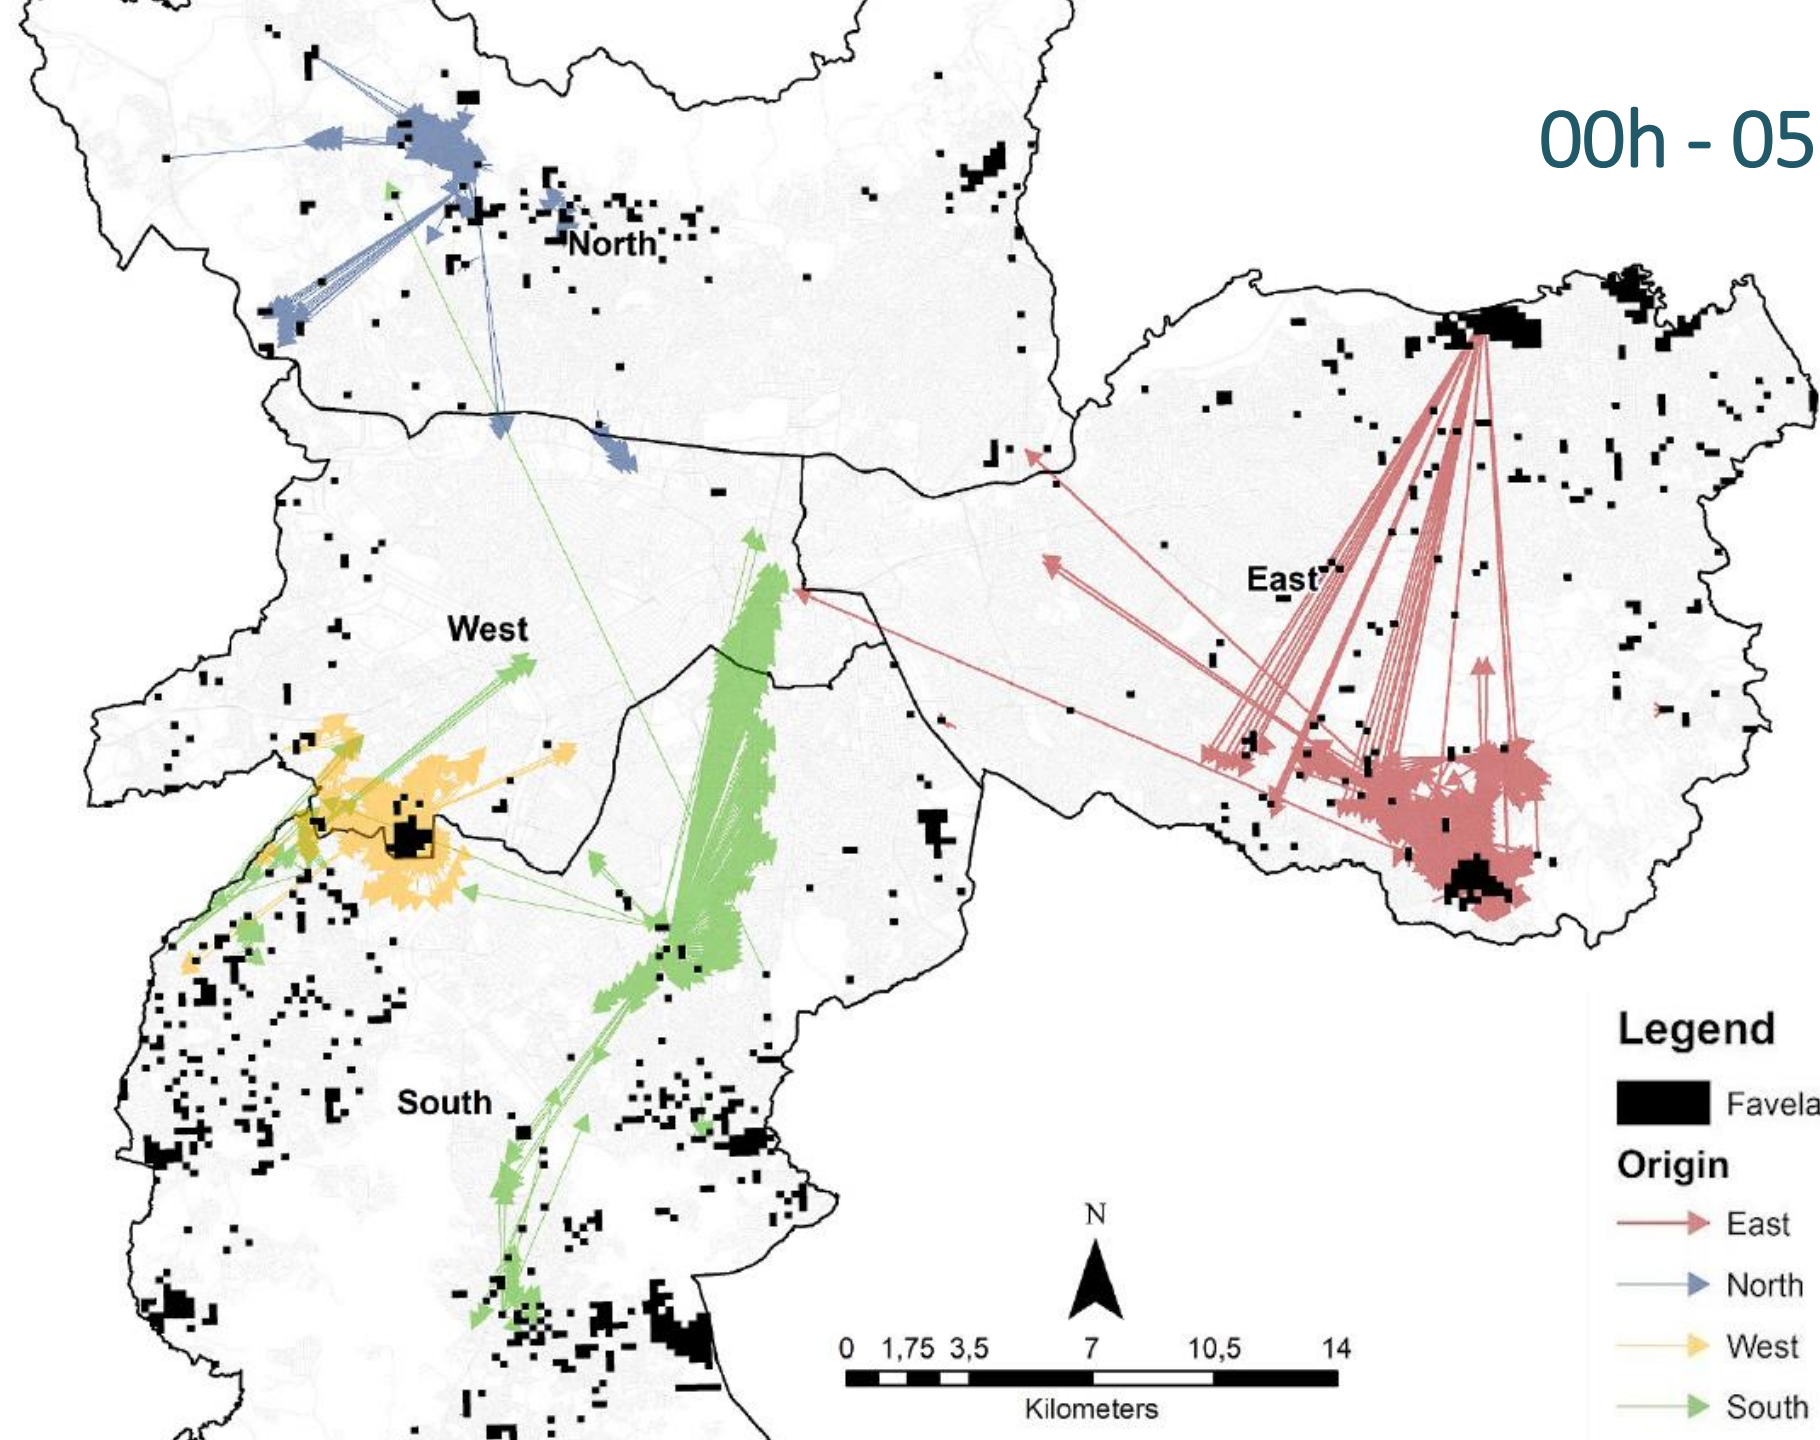 00h - 05
North
East
West
South
Legend
Favela
Origin
East
North
West
South
N
0 1,75 3,5 7 10,5 14
Kilometers